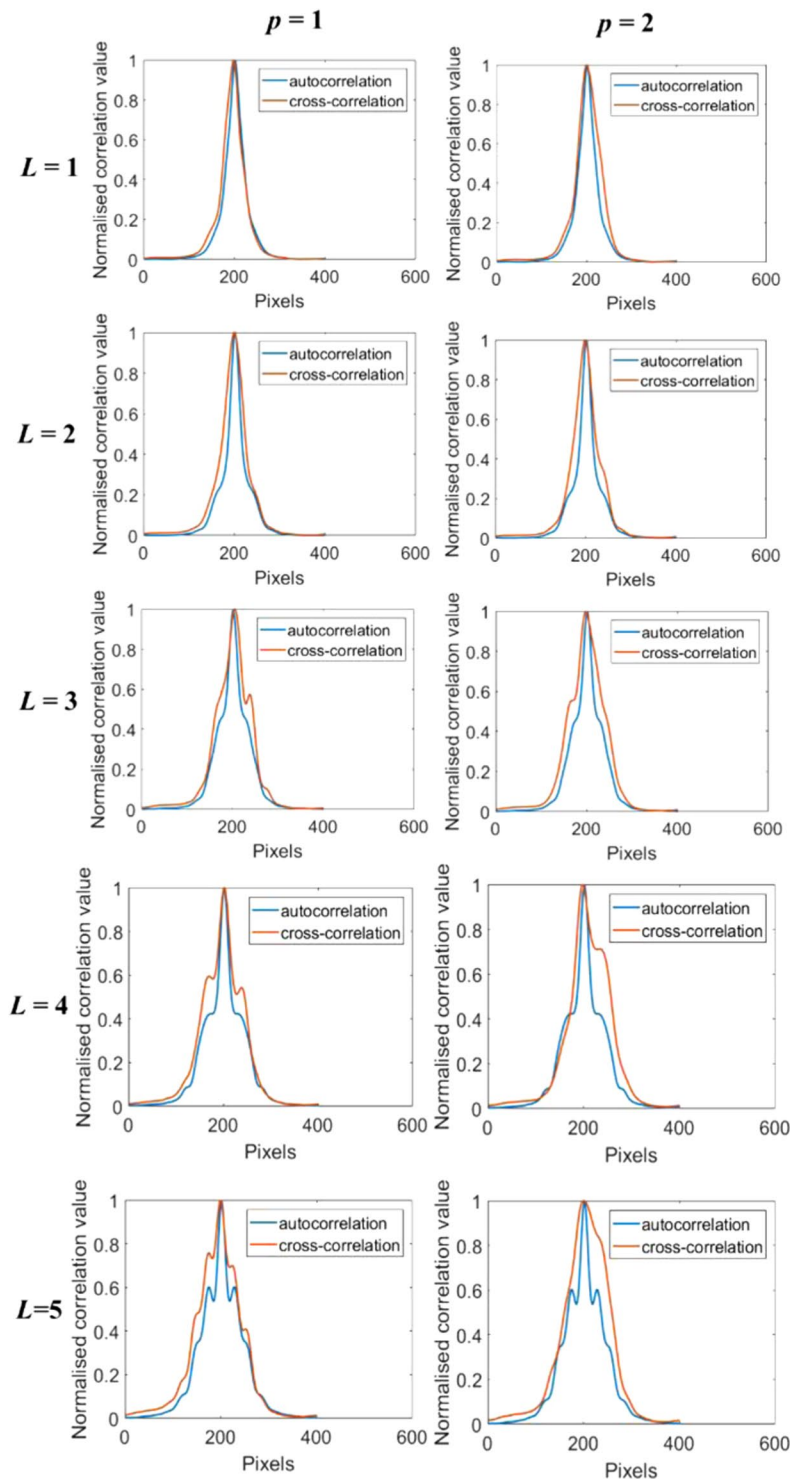 p = 1
p = 2
L = 1
Normalised correlation value
1
0.8
0.6
0.4
0.2
0
0
200
400
600
Pixels
autocorrelation
cross-correlation
Normalised correlation value
1
0.8
0.6
0.4
0.2
0
0
200
400
600
Pixels
autocorrelation
cross-correlation
L = 2
Normalised correlation value
1
0.8
0.6
0.4
0.2
0
0
200
400
600
Pixels
autocorrelation
cross-correlation
Normalised correlation value
1
0.8
0.6
0.4
0.2
0
0
200
400
600
Pixels
autocorrelation
cross-correlation
L = 3
Normalised correlation value
1
0.8
0.6
0.4
0.2
0
0
200
400
600
Pixels
autocorrelation
cross-correlation
Normalised correlation value
1
0.8
0.6
0.4
0.2
0
0
200
400
600
Pixels
autocorrelation
cross-correlation
L = 4
Normalised correlation value
1
0.8
0.6
0.4
0.2
0
0
200
400
600
Pixels
autocorrelation
cross-correlation
Normalised correlation value
1
0.8
0.6
0.4
0.2
0
0
200
400
600
Pixels
autocorrelation
cross-correlation
L=5
Normalised correlation value
1
0.8
0.6
0.4
0.2
0
0
200
400
600
Pixels
autocorrelation
cross-correlation
Normalised correlation value
1
0.8
0.6
0.4
0.2
0
0
200
400
600
Pixels
autocorrelation
cross-correlation